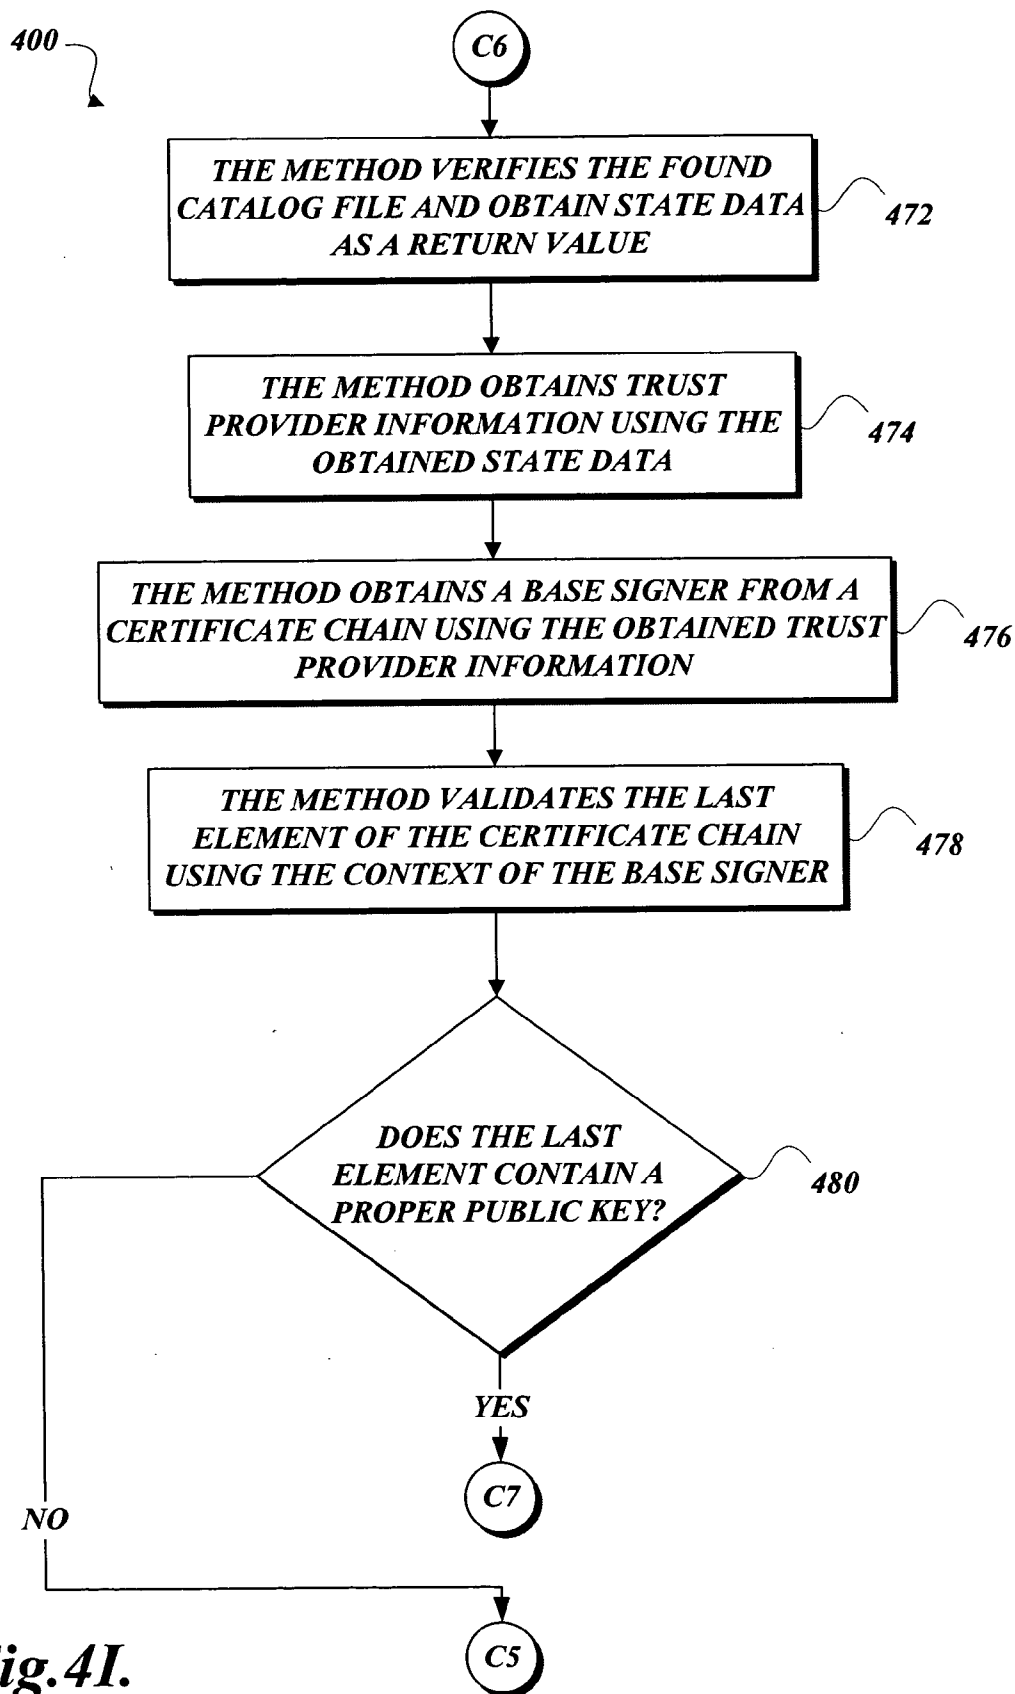 400
C6
THE METHOD VERIFIES THE FOUND
CATALOG FILE AND OBTAIN STATE DATA
AS A RETURN VALUE
472
THE METHOD OBTAINS TRUST
PROVIDER INFORMATION USING THE
OBTAINED STATE DATA
474
THE METHOD OBTAINS A BASE SIGNER FROM A
CERTIFICATE CHAIN USING THE OBTAINED TRUST
PROVIDER INFORMATION
476
THE METHOD VALIDATES THE LAST
ELEMENT OF THE CERTIFICATE CHAIN
USING THE CONTEXT OF THE BASE SIGNER
478
DOES THE LAST
ELEMENT CONTAIN A
PROPER PUBLIC KEY?
480
YES
C7
NO
C5
ig.4I.